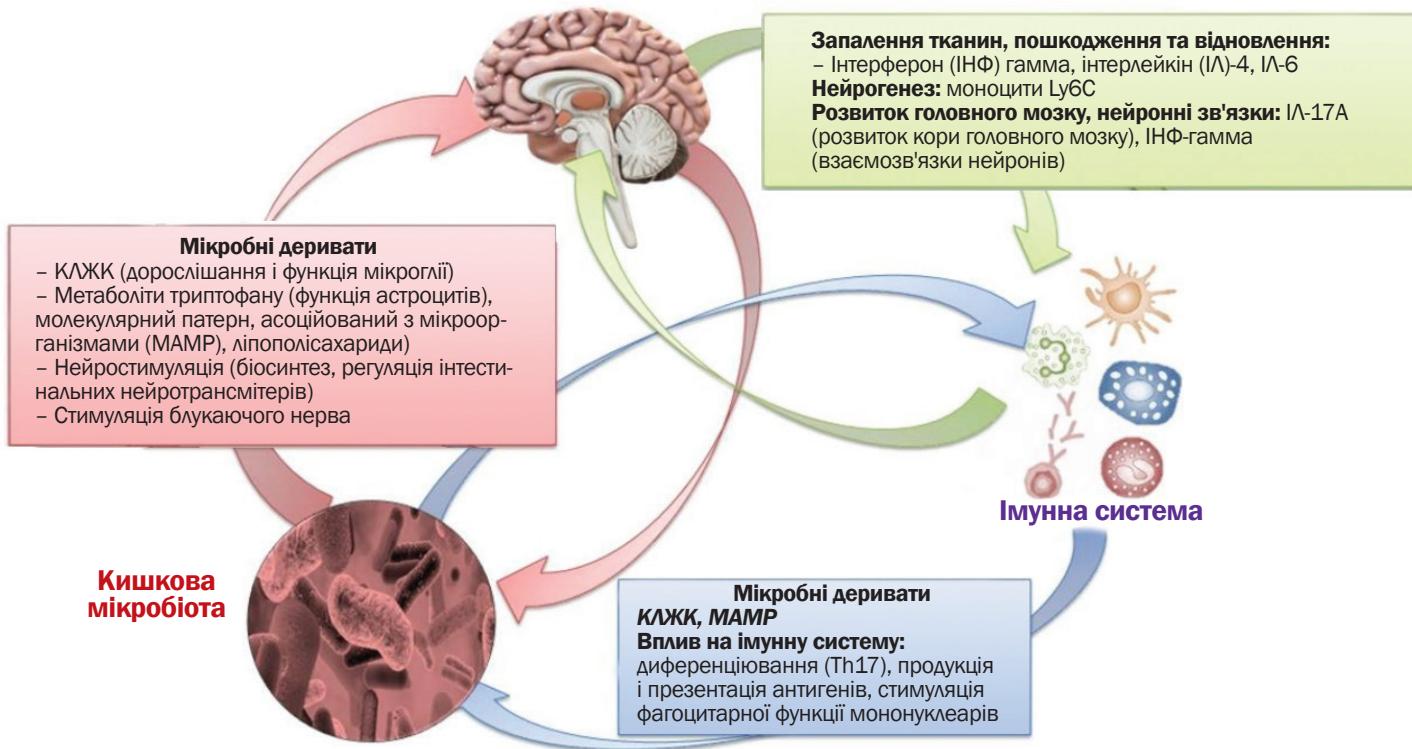 Запалення тканин, пошкодження та відновлення:
– Інтерферон (ІНФ) гамма, інтерлейкін (ІЛ)-4, ІЛ-6
Нейрогенез: моноцити Ly6C
Розвиток головного мозку, нейронні зв'язки: ІЛ-17А
(розвиток кори головного мозку), ІНФ-гамма
(взаємозв'язки нейронів)
Мікробні деривати
– КЛЖК (дорослішання і функція мікроглії)
– Метаболіти триптофану (функція астроцитів),
молекулярний патерн, асоційований з мікроор-
ганізмами (МАМР), ліпополісахариди)
– Нейростимуляція (біосинтез, регуляція інтести-
нальних нейротрансмітерів)
– Стимуляція блукаючого нерва
Імунна система
Кишкова
мікробіота
Мікробні деривати
КЛЖК, МАМР
Вплив на імунну систему:
диференціювання (Th17), продукція
і презентація антигенів, стимуляція
фагоцитарної функції мононуклеарів